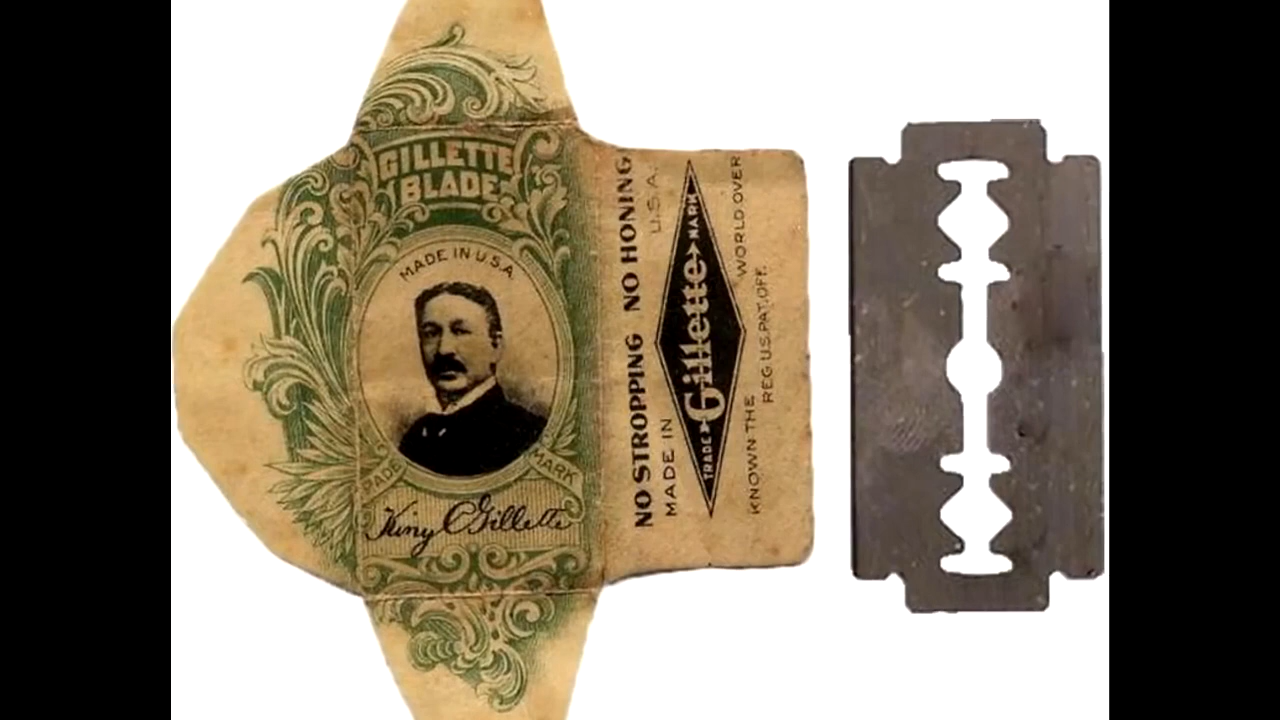 GILLETTE
BLADE
MADE IN U.S.A.
TRADE
MARK
King C Gillette
NO STROPPING NO HONING
MADE IN U.S.A.
TRADE Gillette MARK
KNOWN THE WORLD OVER
REG. U.S. PAT. OFF.